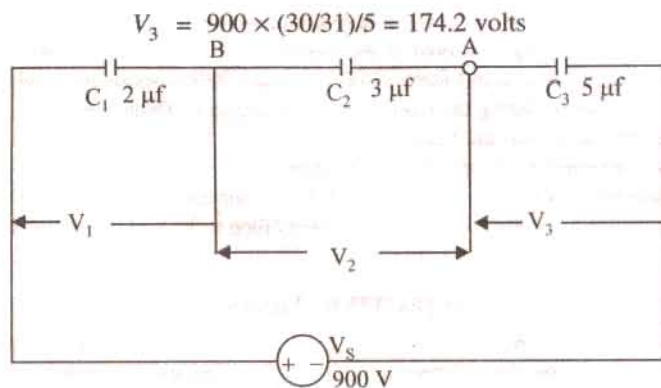 V₃ = 900 × (30/31)/5 = 174.2 volts
B A
C₁ 2 μf C₂ 3 μf C₃ 5 μf
V₁ V₃
V₂
+ − V_S
900 V